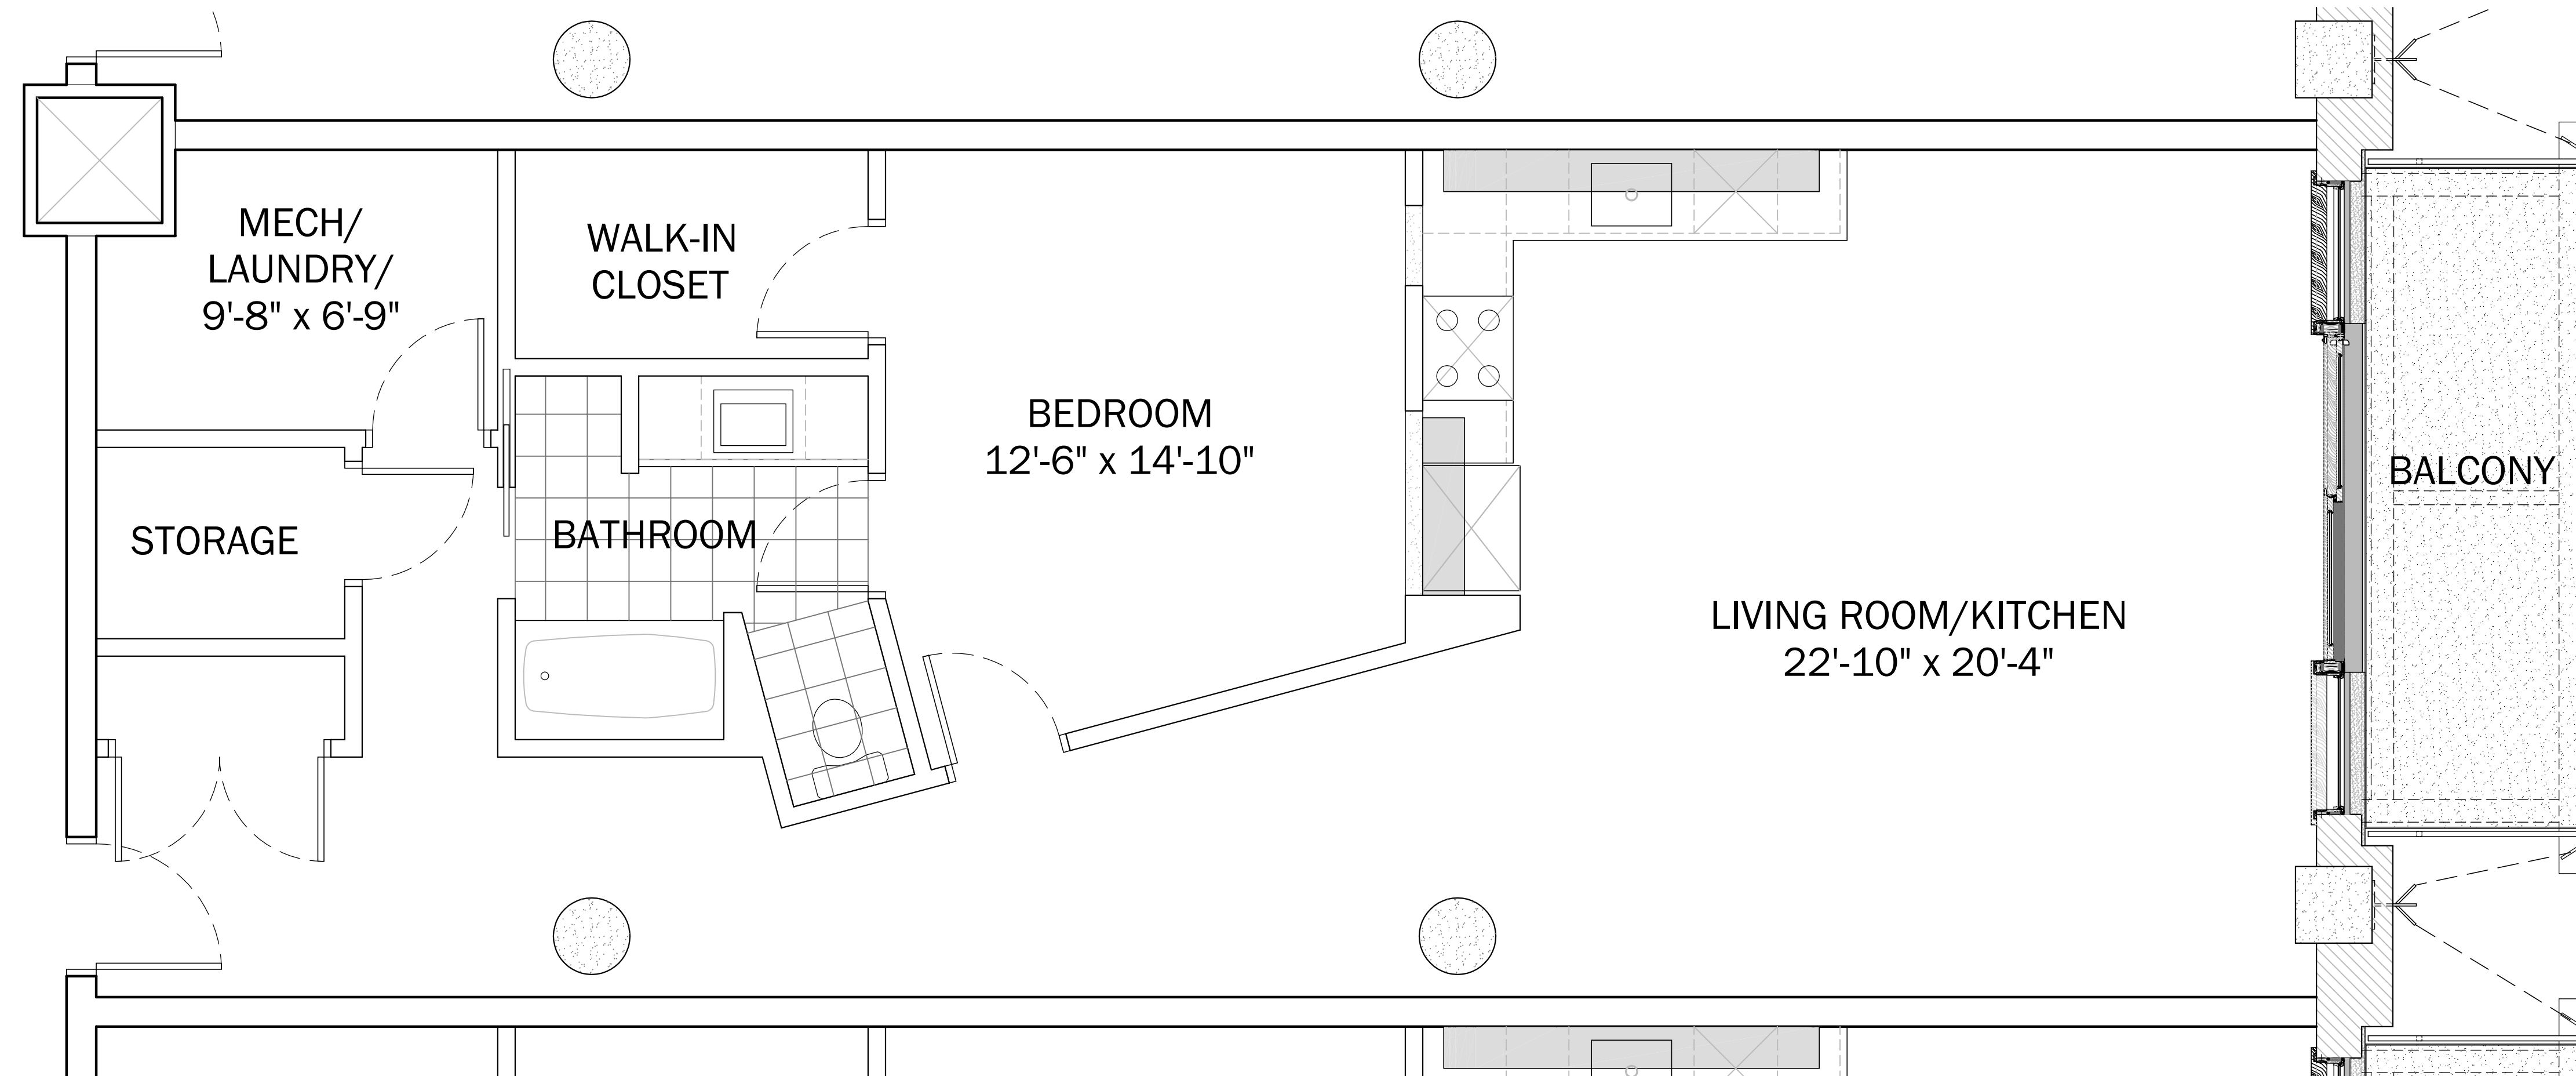 MECH/
LAUNDRY/
9'-8" x 6'-9"
WALK-IN
CLOSET
BEDROOM
12'-6" x 14'-10"
BALCONY
STORAGE
BATHROOM
LIVING ROOM/KITCHEN
22'-10" x 20'-4"